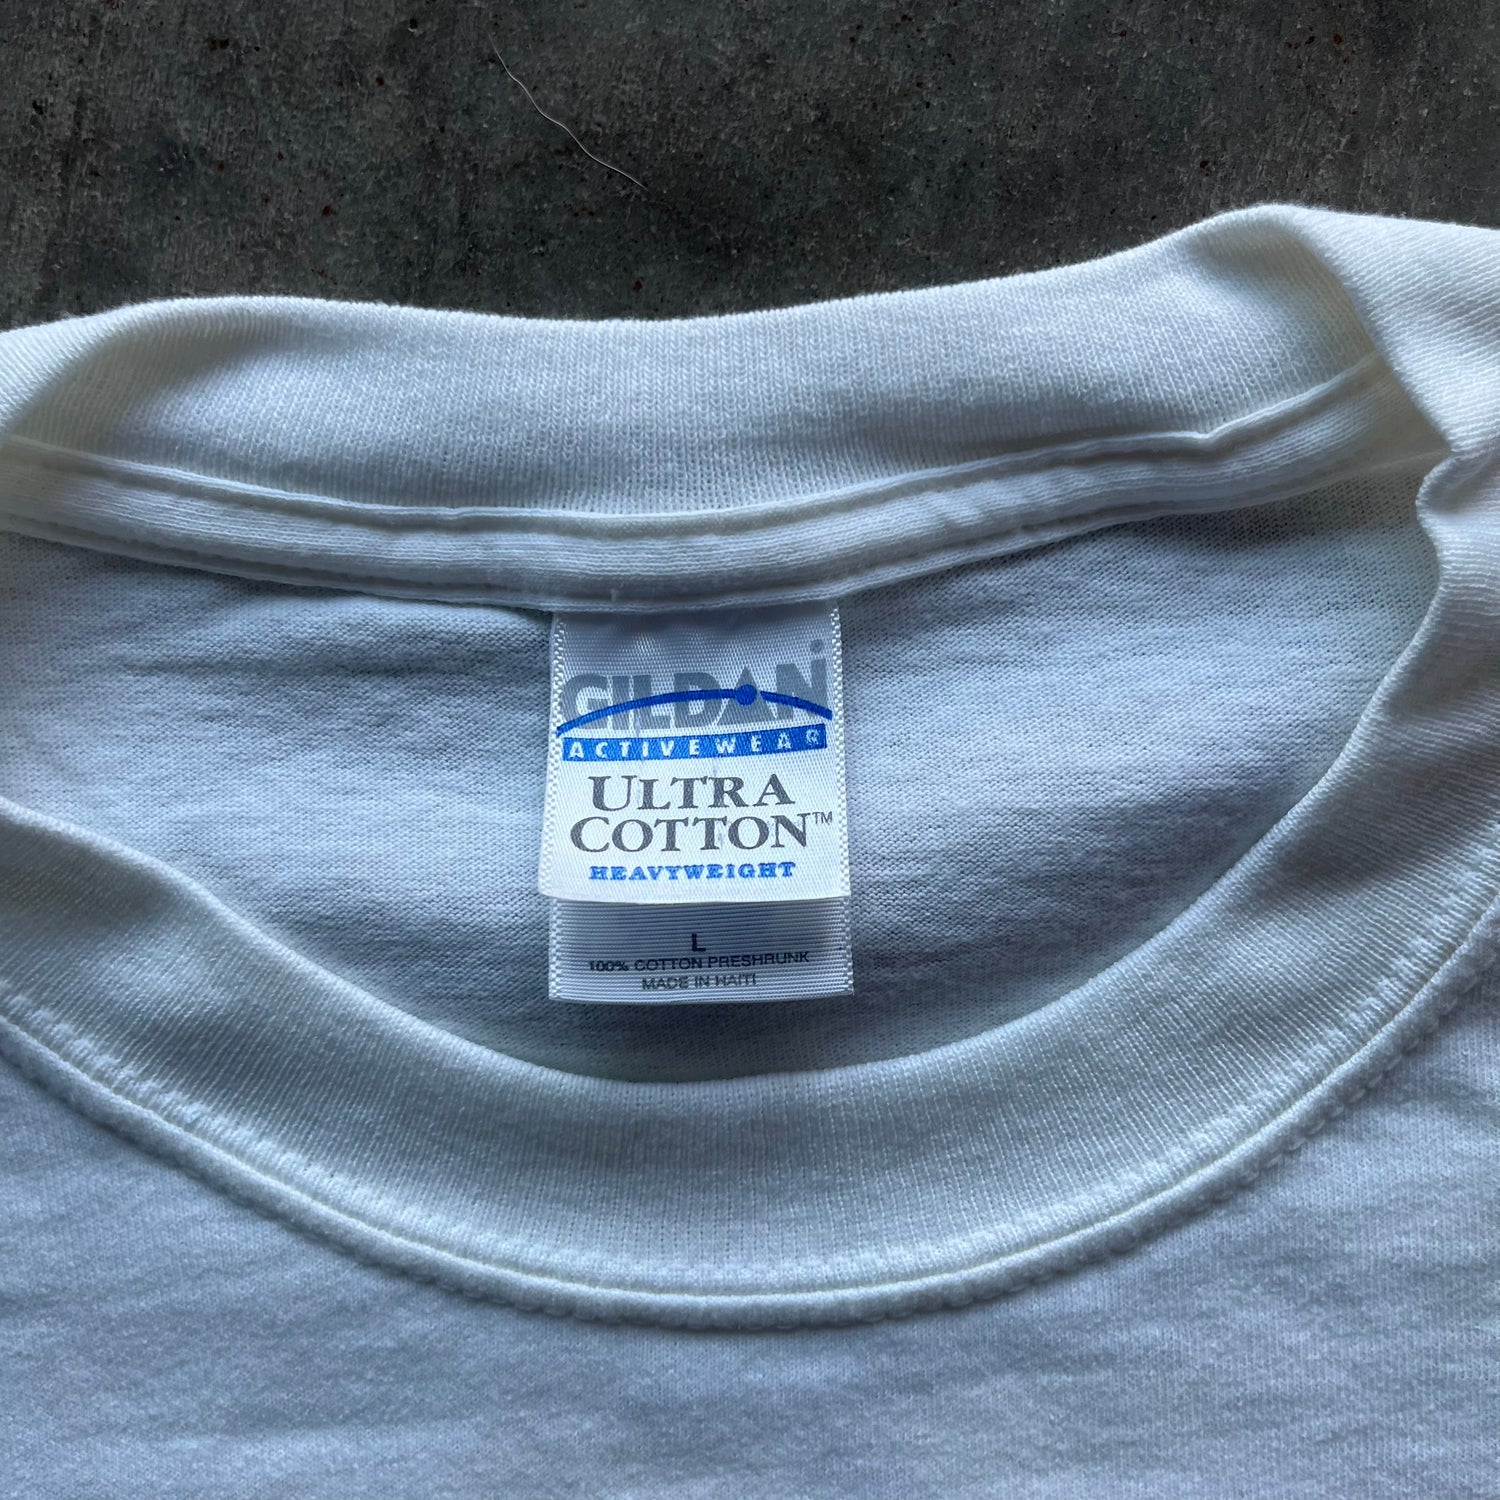 GILDAN
ACTIVEWEAR
ULTRA
COTTON™
HEAVYWEIGHT
L
100% COTTON PRESHRUNK
MADE IN HAITI